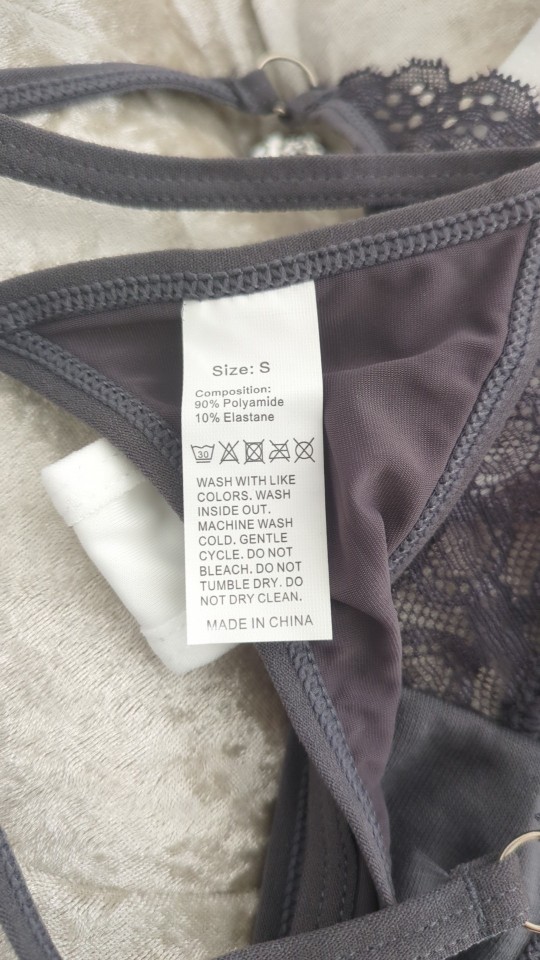 Size: S
Composition:
90% Polyamide
10% Elastane
30
WASH WITH LIKE
COLORS. WASH
INSIDE OUT.
MACHINE WASH
COLD. GENTLE
CYCLE. DO NOT
BLEACH. DO NOT
TUMBLE DRY. DO
NOT DRY CLEAN.
MADE IN CHINA